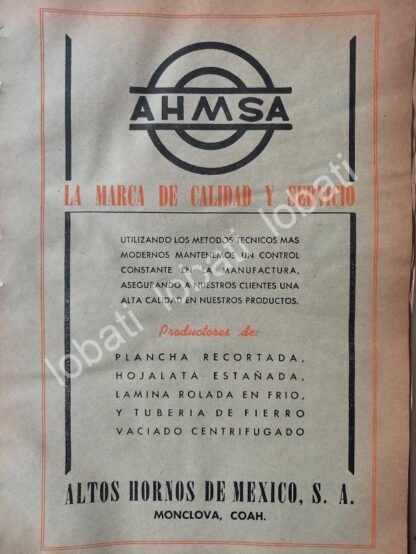 AHMSA
LA MARCA DE CALIDAD Y SERVICIO
UTILIZANDO LOS METODOS TECNICOS MAS
MODERNOS MANTENEMOS UN CONTROL
CONSTANTE EN LA MANUFACTURA,
ASEGURANDO A NUESTROS CLIENTES UNA
ALTA CALIDAD EN NUESTROS PRODUCTOS.
Productores de:
PLANCHA RECORTADA,
HOJALATA ESTAÑADA,
LAMINA ROLADA EN FRIO,
Y TUBERIA DE FIERRO
VACIADO CENTRIFUGADO
ALTOS HORNOS DE MEXICO, S. A.
MONCLOVA, COAH.
lobati lobati lobati